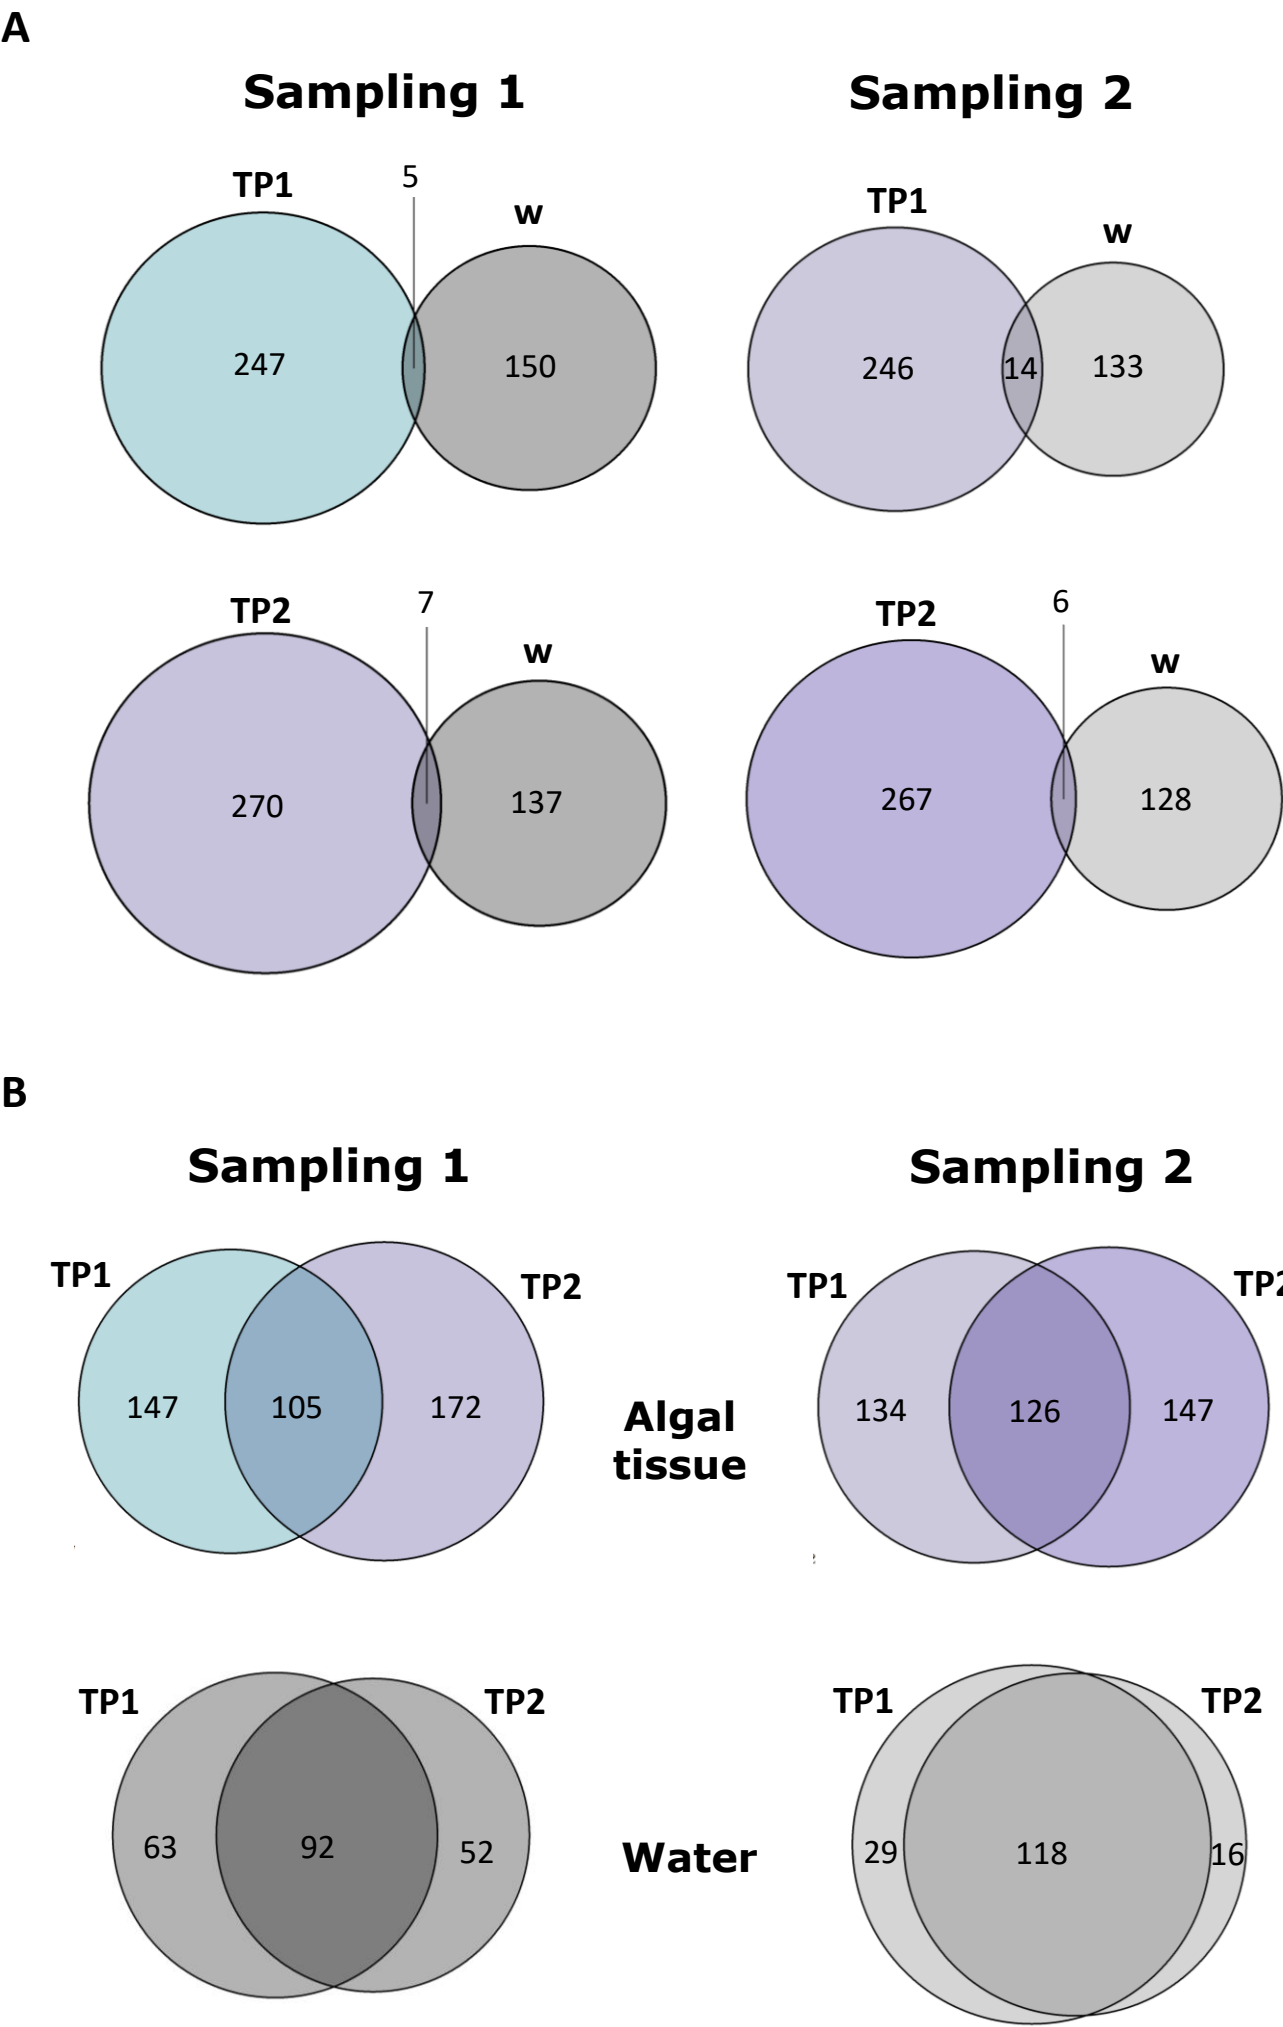 A
Sampling 1
Sampling 2
TP1
5
w
247
150
TP1
w
246
14
133
TP2
7
w
270
137
TP2
6
w
267
128
B
Sampling 1
Sampling 2
TP1
TP2
147
105
172
Algal
tissue
TP1
TP2
134
126
147
TP1
TP2
63
92
52
Water
TP1
TP2
29
118
16